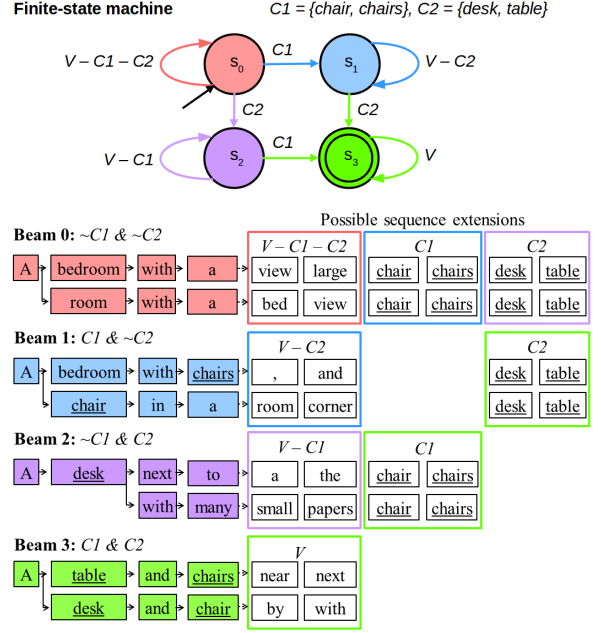 Finite-state machine C1 = {chair, chairs}, C2 = {desk, table}
V – C1 – C2 s0 C1 s1 V – C2
C2 C2
V – C1 s2 C1 s3 V
Possible sequence extensions
Beam 0: ~C1 & ~C2 V – C1 – C2 C1 C2
A bedroom with a view large chair chairs desk table
room with a bed view chair chairs desk table
Beam 1: C1 & ~C2 V – C2 C2
A bedroom with chairs , and desk table
chair in a room corner desk table
Beam 2: ~C1 & C2 V – C1 C1
A desk next to a the chair chairs
with many small papers chair chairs
Beam 3: C1 & C2 V
A table and chairs near next
desk and chair by with